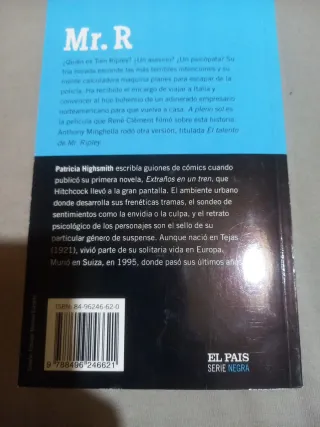 Mr. R
¿Quién es Tom Ripley? ¿Un asesino? ¿Un psicópata? Su
fría mirada esconde las más terribles intenciones y su
mente calculadora maquina planes para escapar de la
policía. Ha recibido el encargo de viajar a Italia y
convencer al hijo bohemio de un adinerado empresario
norteamericano para que vuelva a casa. A pleno sol es
la película que René Clément filmó sobre esta historia.
Anthony Minghella rodó otra versión, titulada El talento
de Mr. Ripley.
Patricia Highsmith escribía guiones de cómics cuando
publicó su primera novela, Extraños en un tren, que
Hitchcock llevó a la gran pantalla. El ambiente urbano
donde desarrolla sus frenéticas tramas, el sondeo de
sentimientos como la envidia o la culpa, y el retrato
psicológico de los personajes son el sello de su
particular género de suspense. Aunque nació en Tejas
(1921), vivió parte de su solitaria vida en Europa.
Murió en Suiza, en 1995, donde pasó sus últimos años.
ISBN: 84-96246-62-0
9 788496 246621
EL PAIS
SERIE NEGRA